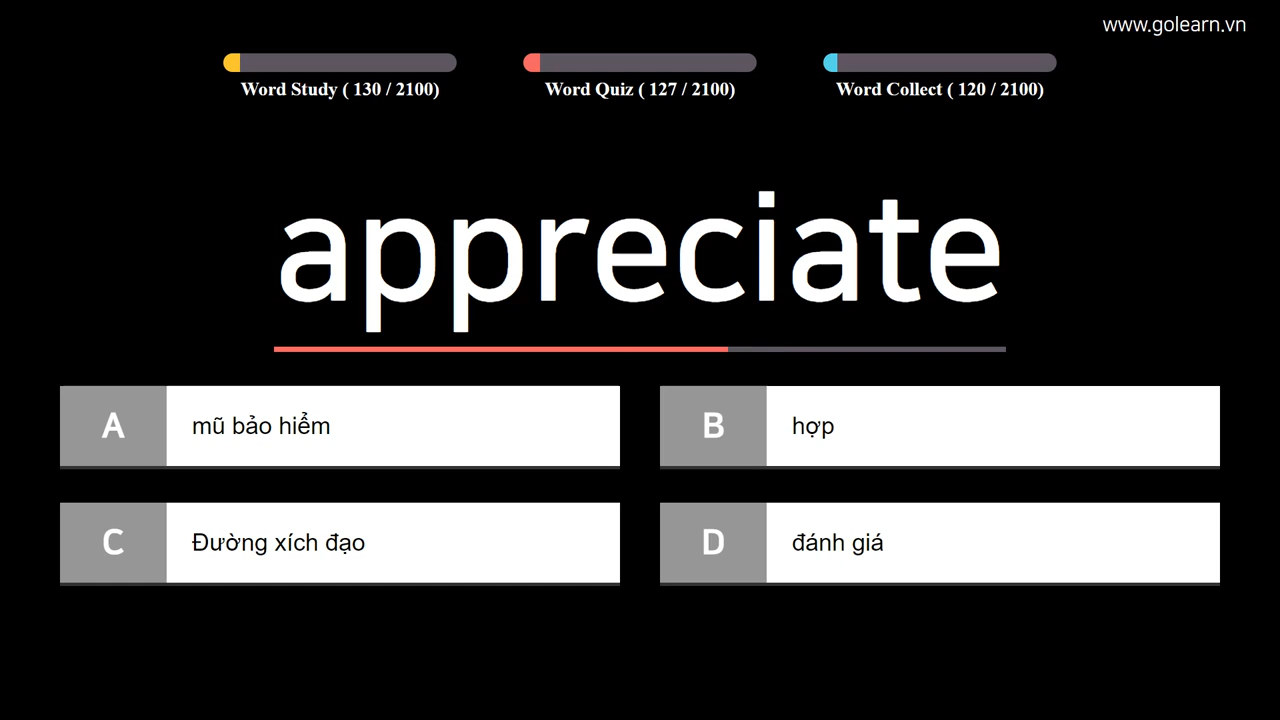 www.golearn.vn
Word Study ( 130 / 2100)
Word Quiz ( 127 / 2100)
Word Collect ( 120 / 2100)
appreciate
A mũ bảo hiểm
B hợp
C Đường xích đạo
D đánh giá